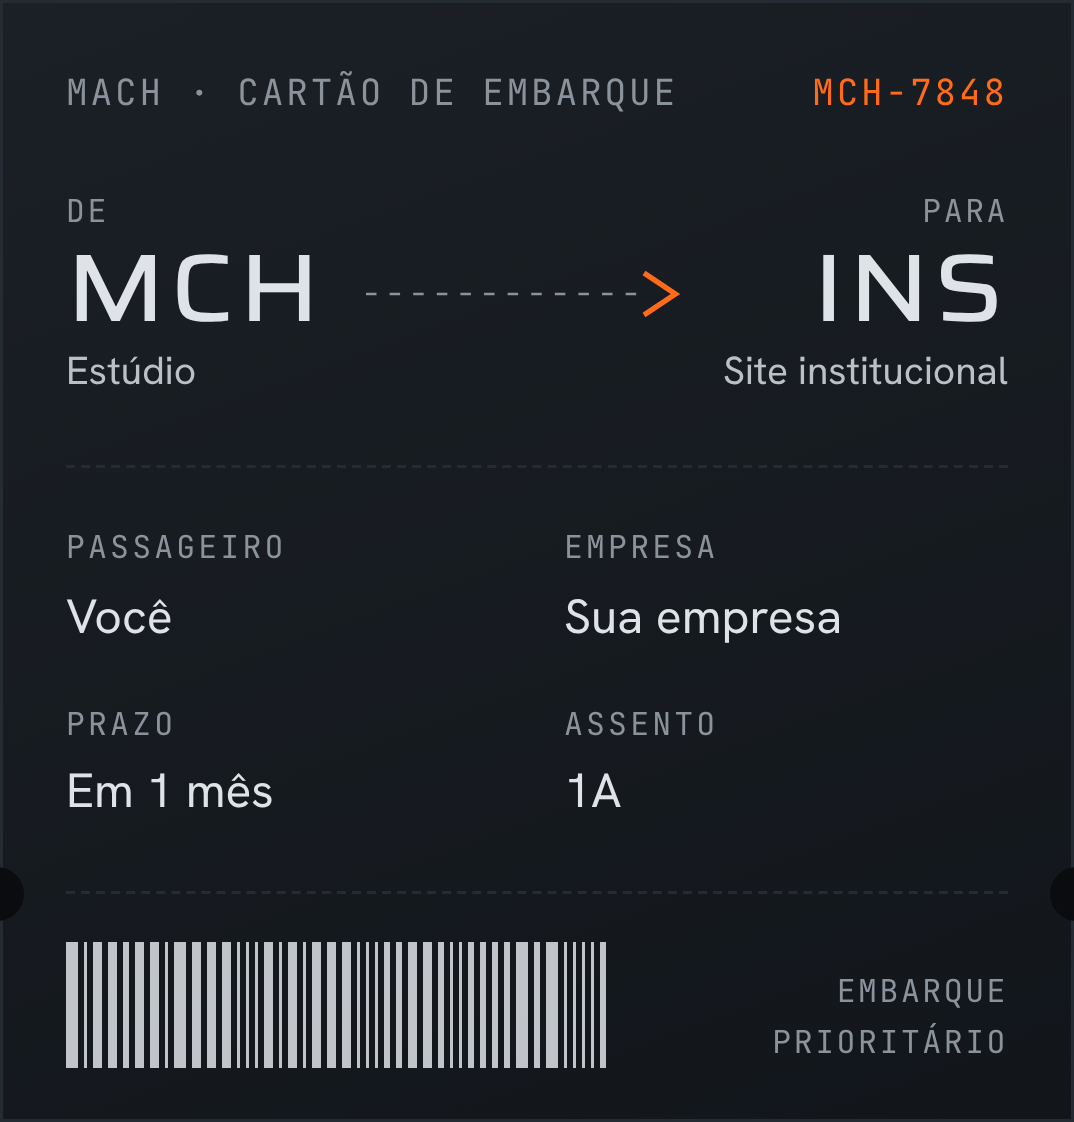 MACH · CARTÃO DE EMBARQUE MCH-7848
DE PARA
MCH INS
Estúdio Site institucional
PASSAGEIRO EMPRESA
Você Sua empresa
PRAZO ASSENTO
Em 1 mês 1A
EMBARQUE
PRIORITÁRIO